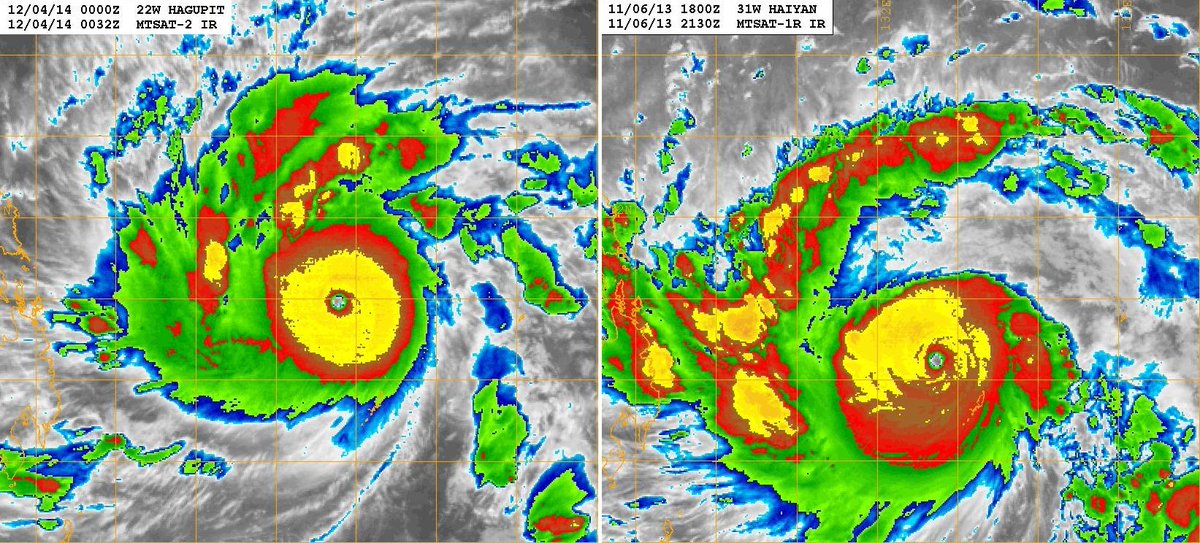 12/04/14 0000Z 22W HAGUPIT
12/04/14 0032Z MTSAT-2 IR
11/06/13 1800Z 31W HAIYAN
11/06/13 2130Z MTSAT-1R IR